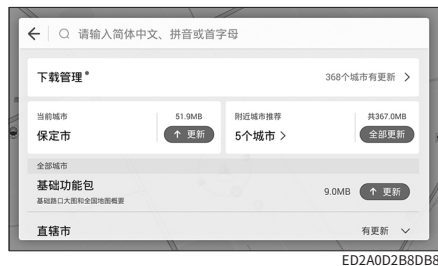 请输入简体中文、拼音或首字母
下载管理
368个城市有更新 >
当前城市
51.9MB
附近城市推荐
共367.0MB
保定市
↑ 更新
5个城市 >
全部更新
全部城市
基础功能包
9.0MB
↑ 更新
基础路口大图和全国地图概要
直辖市
有更新
ED2A0D2B8DB8